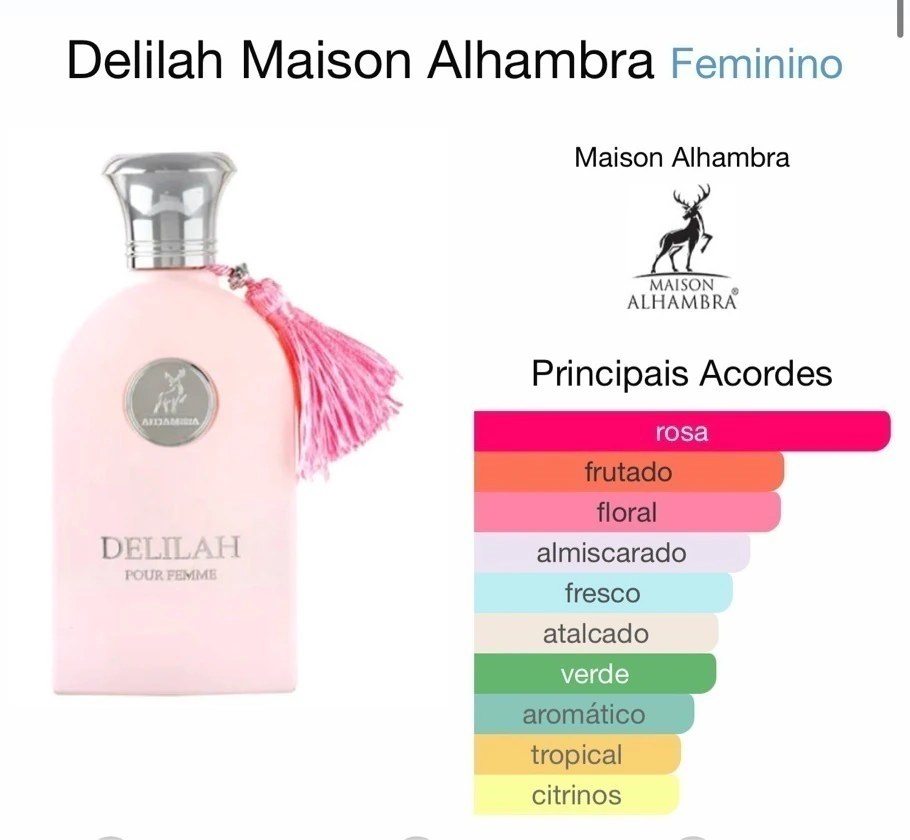 Delilah Maison Alhambra Feminino
Maison Alhambra
MAISON
ALHAMBRA®
Principais Acordes
rosa
frutado
floral
almiscarado
fresco
atalcado
verde
aromático
tropical
citrinos
ALHAMBRA
DELILAH
POUR FEMME